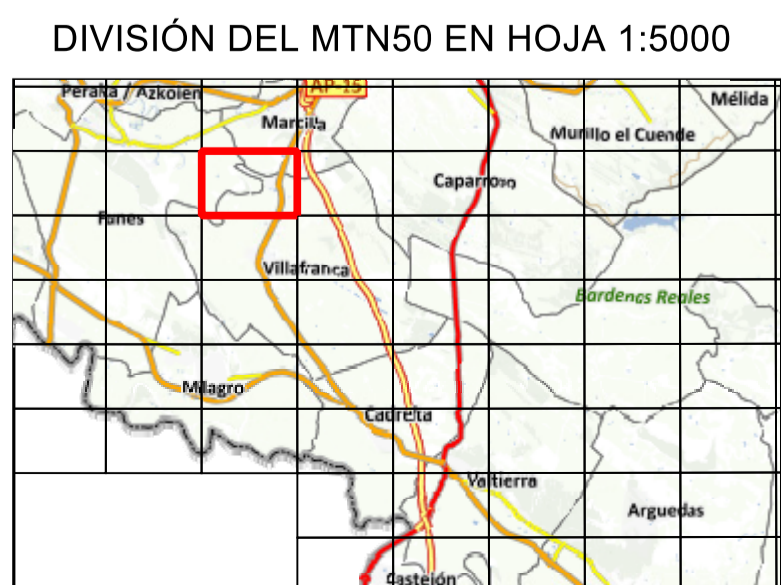 DIVISIÓN DEL MTN50 EN HOJA 1:5000
AP-15
Peralta / Azkoien
Mélida
Marcilla
Murillo el Cuende
Caparroso
Funes
Villafranca
Bardenas Reales
Milagro
Cadreita
Valtierra
Arguedas
Castejón